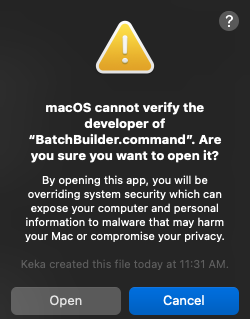 ?
macOS cannot verify the
developer of
“BatchBuilder.command”. Are
you sure you want to open it?
By opening this app, you will be
overriding system security which can
expose your computer and personal
information to malware that may harm
your Mac or compromise your privacy.
Keka created this file today at 11:31 AM.
Open
Cancel